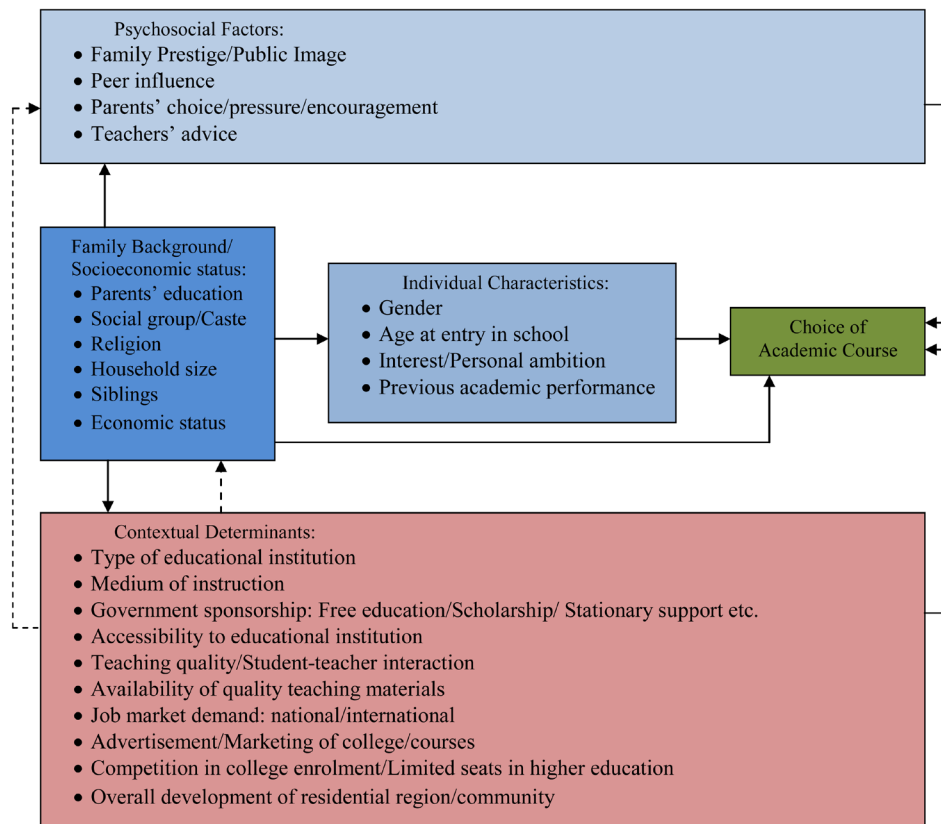 Psychosocial Factors:
• Family Prestige/Public Image
• Peer influence
• Parents’ choice/pressure/encouragement
• Teachers’ advice
Family Background/
Socioeconomic status:
• Parents’ education
• Social group/Caste
• Religion
• Household size
• Siblings
• Economic status
Individual Characteristics:
• Gender
• Age at entry in school
• Interest/Personal ambition
• Previous academic performance
Choice of
Academic Course
Contextual Determinants:
• Type of educational institution
• Medium of instruction
• Government sponsorship: Free education/Scholarship/ Stationary support etc.
• Accessibility to educational institution
• Teaching quality/Student-teacher interaction
• Availability of quality teaching materials
• Job market demand: national/international
• Advertisement/Marketing of college/courses
• Competition in college enrolment/Limited seats in higher education
• Overall development of residential region/community